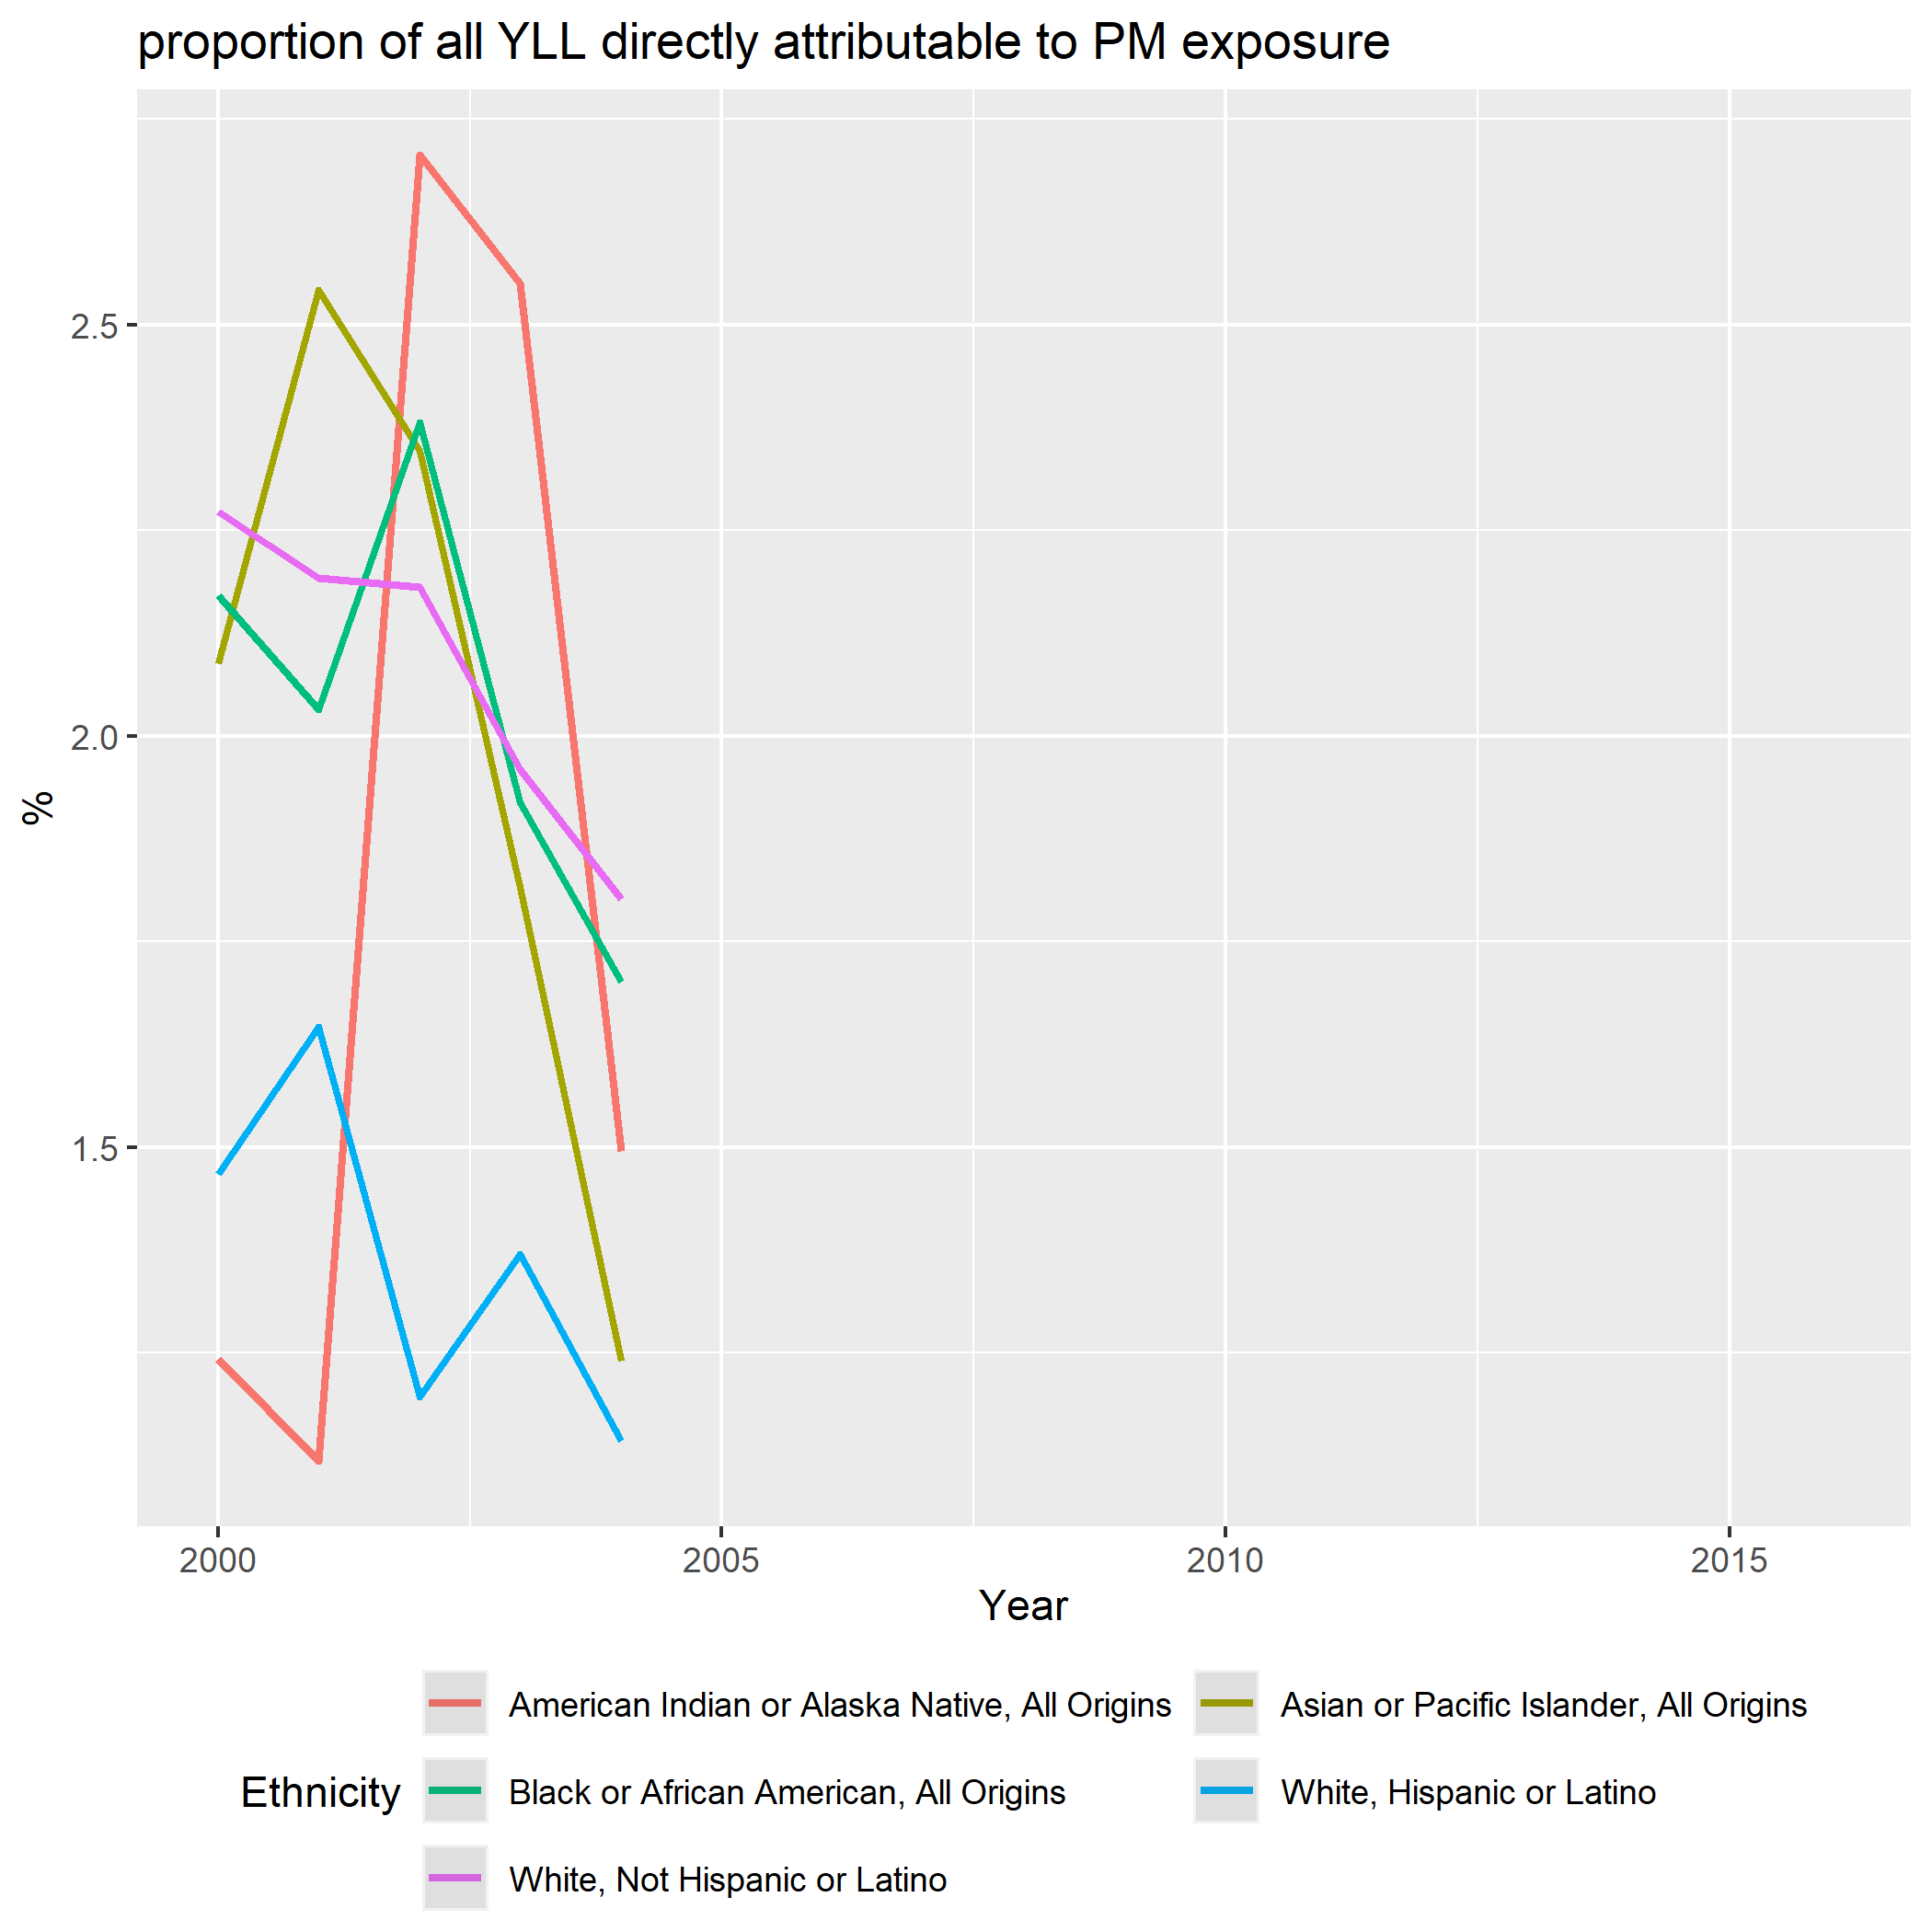 proportion of all YLL directly attributable to PM exposure
2.5
2.0
1.5
%
2000 2005 2010 2015
Year
Ethnicity
American Indian or Alaska Native, All Origins
Asian or Pacific Islander, All Origins
Black or African American, All Origins
White, Hispanic or Latino
White, Not Hispanic or Latino